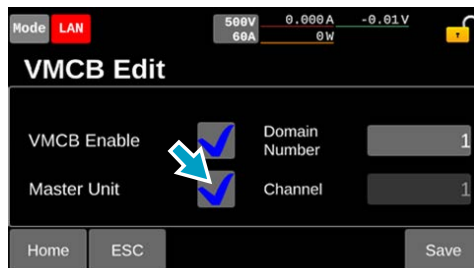 Mode LAN 500V 0.000A -0.01V
60A 0W
VMCB Edit
VMCB Enable Domain Number 1
Master Unit Channel 1
Home ESC Save